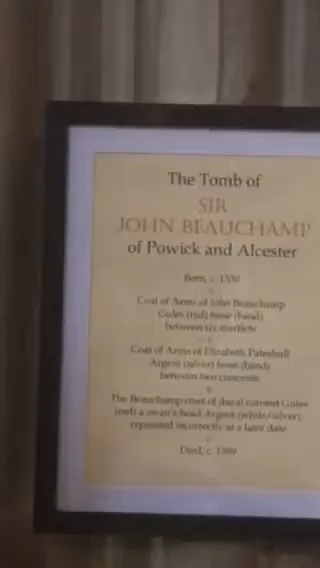 The Tomb of
SIR
JOHN BEAUCHAMP
of Powick and Alcester
Born, c.
Coat of Arms of John Beauchamp
Gules (red) fesse (band)
between six martlets
Coat of Arms of Elizabeth Pateshull
Argent (silver) fesse (band)
between two crescents
The Beauchamp crest of ducal coronet Gules
(red) a swan's head Argent (white/silver),
repainted incorrectly at a later date
Died, c.